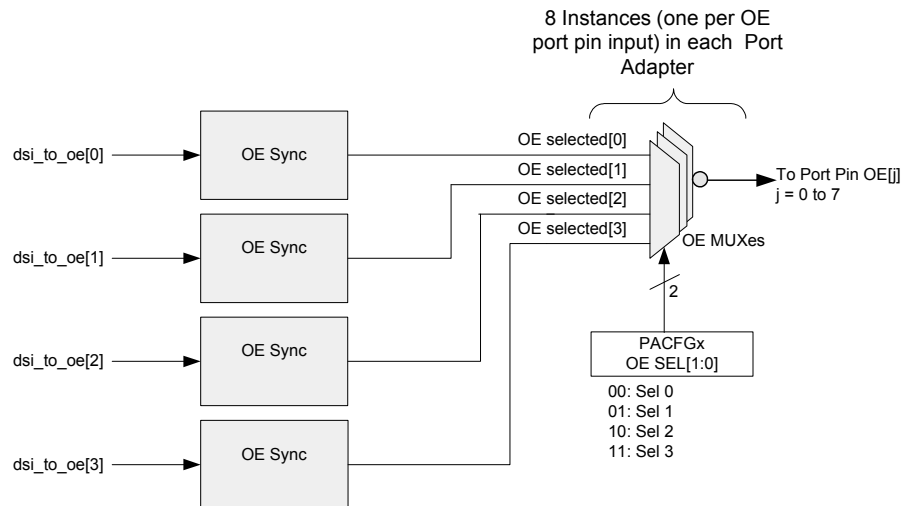 8 Instances (one per OE
port pin input) in each Port
Adapter
dsi_to_oe[0]
OE Sync
OE selected[0]
OE selected[1]
OE selected[2]
OE selected[3]
To Port Pin OE[j]
j = 0 to 7
OE MUXes
dsi_to_oe[1]
OE Sync
2
dsi_to_oe[2]
OE Sync
PACFGx
OE SEL[1:0]
00: Sel 0
01: Sel 1
10: Sel 2
11: Sel 3
dsi_to_oe[3]
OE Sync